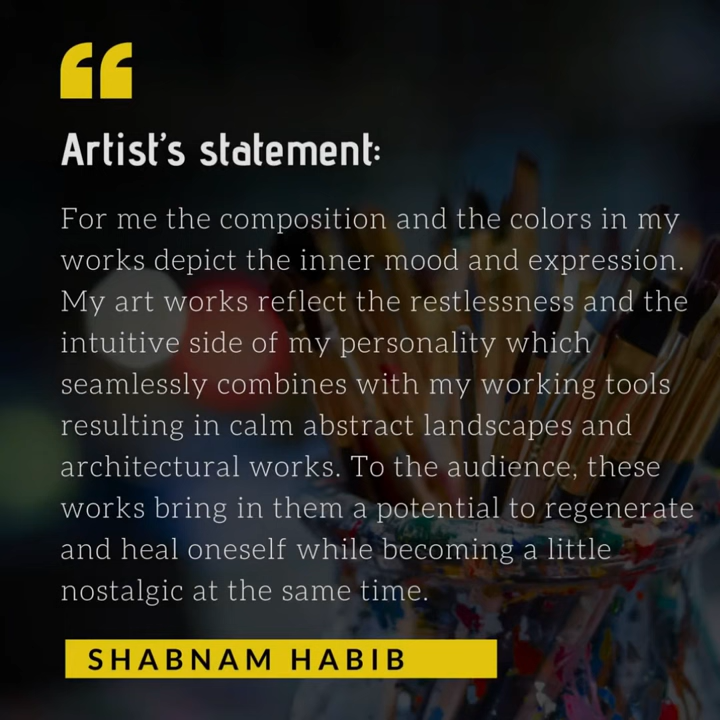 “
Artist’s statement:
For me the composition and the colors in my
works depict the inner mood and expression.
My art works reflect the restlessness and the
intuitive side of my personality which
seamlessly combines with my working tools
resulting in calm abstract landscapes and
architectural works. To the audience, these
works bring in them a potential to regenerate
and heal oneself while becoming a little
nostalgic at the same time.
SHABNAM HABIB